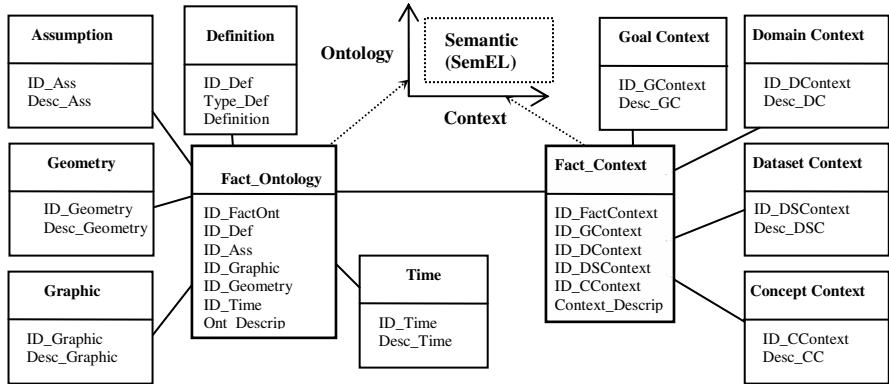 Assumption
ID_Ass
Desc_Ass
Definition
ID_Def
Type_Def
Definition
Ontology
Semantic
(SemEL)
Context
Goal Context
ID_GContext
Desc_GC
Domain Context
ID_DContext
Desc_DC
Geometry
ID_Geometry
Desc_Geometry
Fact_Ontology
ID_FactOnt
ID_Def
ID_Ass
ID_Graphic
ID_Geometry
ID_Time
Ont_Descrip
Fact_Context
ID_FactContext
ID_GContext
ID_DContext
ID_DSContext
ID_CContext
Context_Descrip
Dataset Context
ID_DSContext
Desc_DSC
Graphic
ID_Graphic
Desc_Graphic
Time
ID_Time
Desc_Time
Concept Context
ID_CContext
Desc_CC